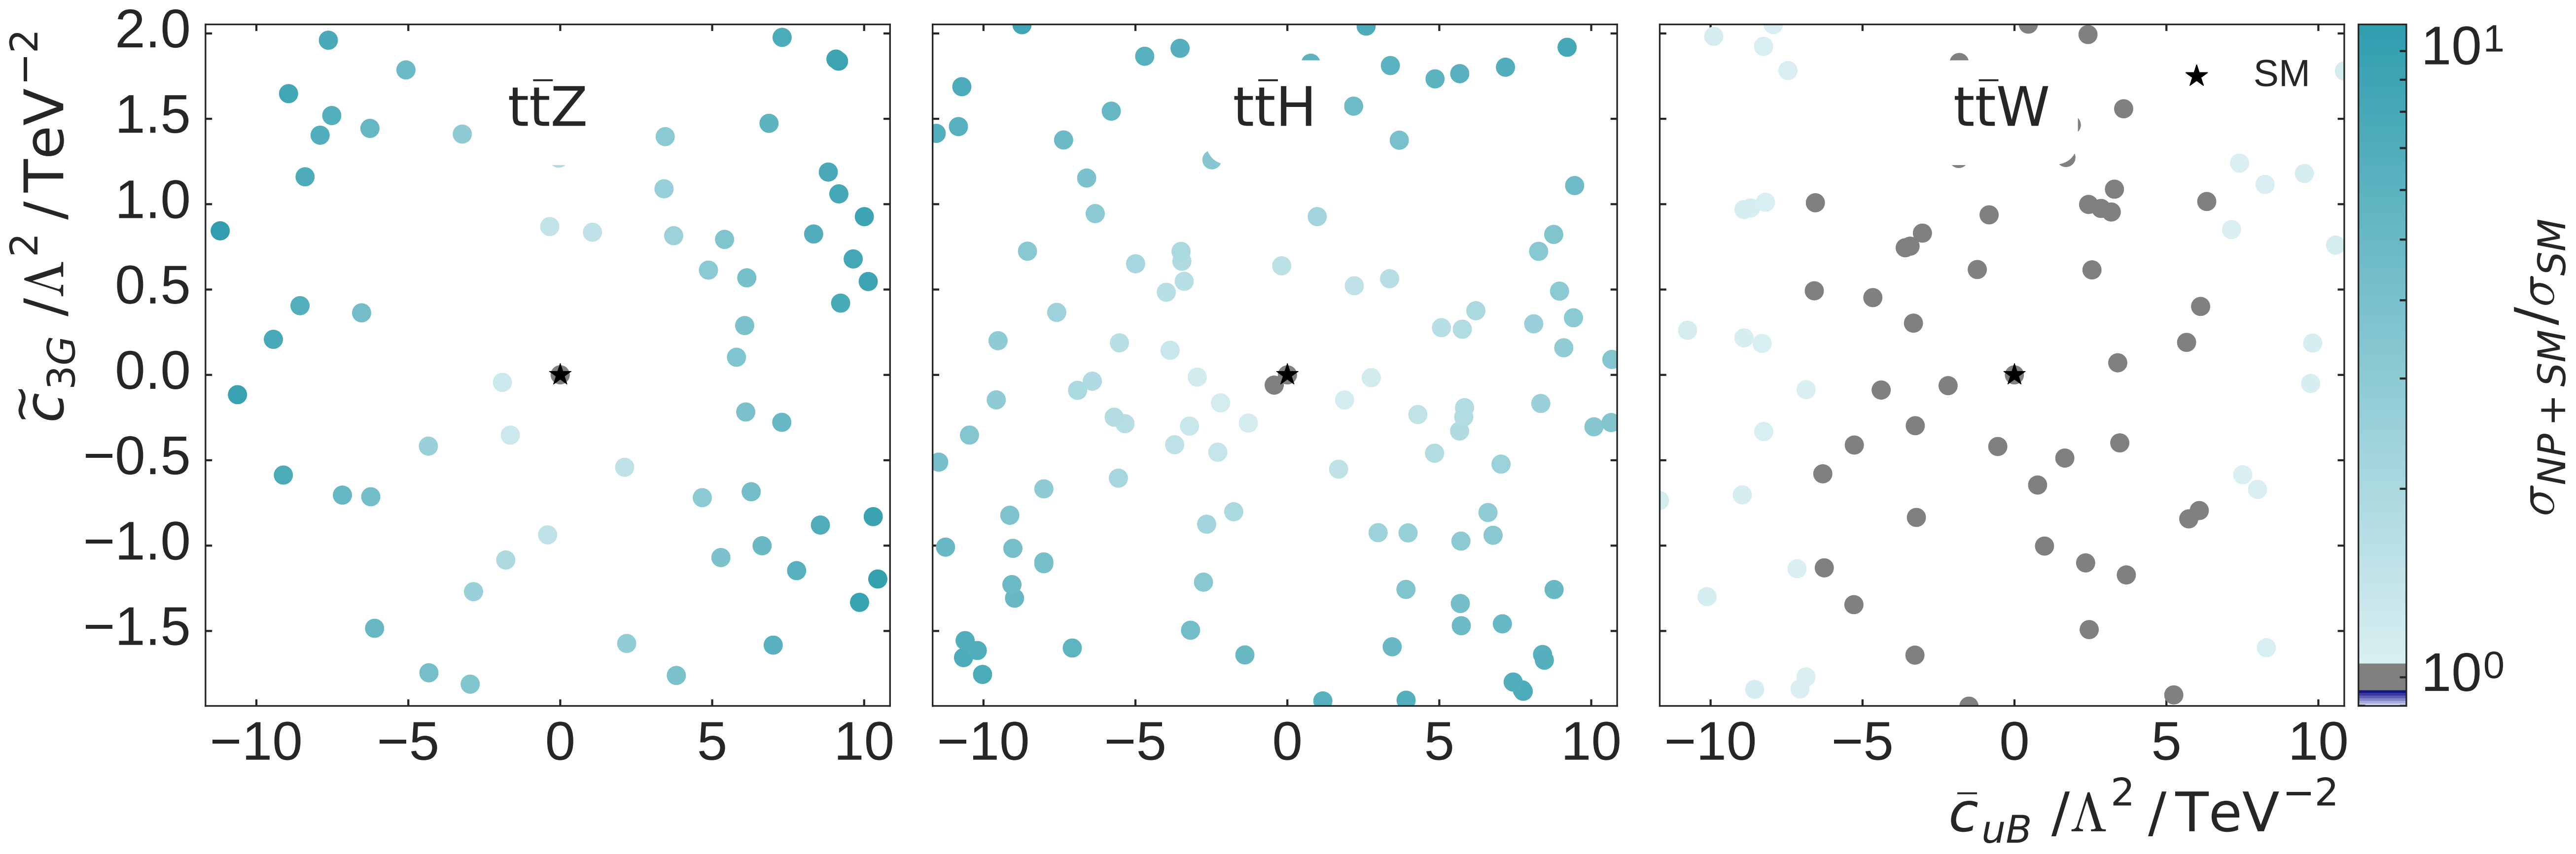 2.0
1.5
1.0
0.5
0.0
−0.5
−1.0
−1.5
c̃₃G /Λ² / TeV⁻²
tt̄Z
tt̄H
tt̄W
SM
−10 −5 0 5 10
−10 −5 0 5 10
−10 −5 0 5 10
c̄uB /Λ² / TeV⁻²
10¹
10⁰
σNP+SM/σSM